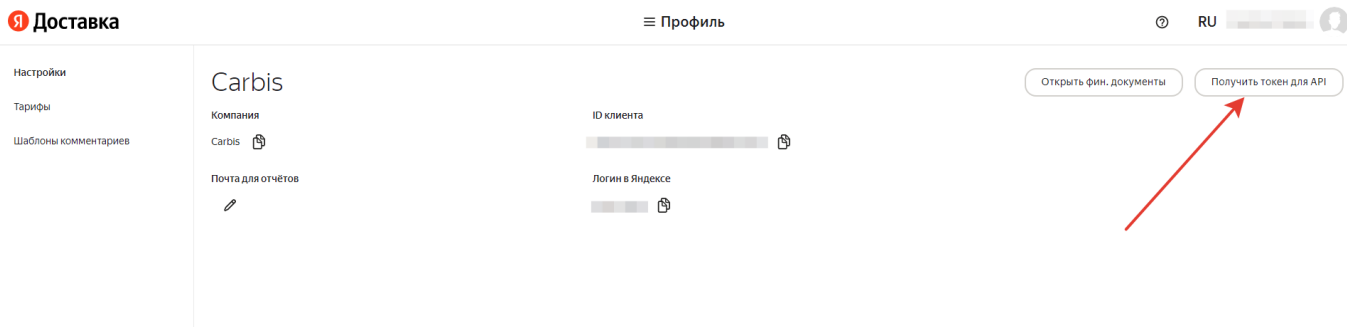 Я Доставка
Профиль
RU
Настройки
Тарифы
Шаблоны комментариев
Carbis
Открыть фин. документы
Получить токен для API
Компания
ID клиента
Carbis
Почта для отчётов
Логин в Яндексе